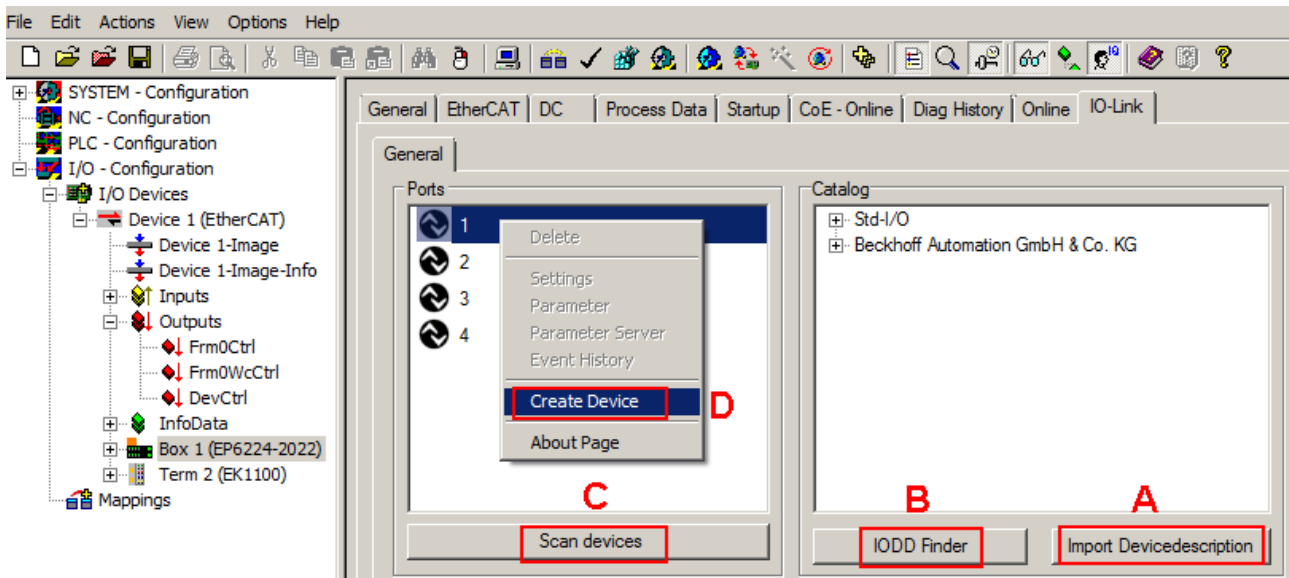 File Edit Actions View Options Help
SYSTEM - Configuration
NC - Configuration
PLC - Configuration
I/O - Configuration
I/O Devices
Device 1 (EtherCAT)
Device 1-Image
Device 1-Image-Info
Inputs
Outputs
Frm0Ctrl
Frm0WcCtrl
DevCtrl
InfoData
Box 1 (EP6224-2022)
Term 2 (EK1100)
Mappings
General EtherCAT DC Process Data Startup CoE - Online Diag History Online IO-Link
General
Ports
1
2
3
4
Delete
Settings
Parameter
Parameter Server
Event History
Create Device
D
About Page
C
Scan devices
Catalog
Std-I/O
Beckhoff Automation GmbH & Co. KG
B
A
IODD Finder
Import Devicedescription